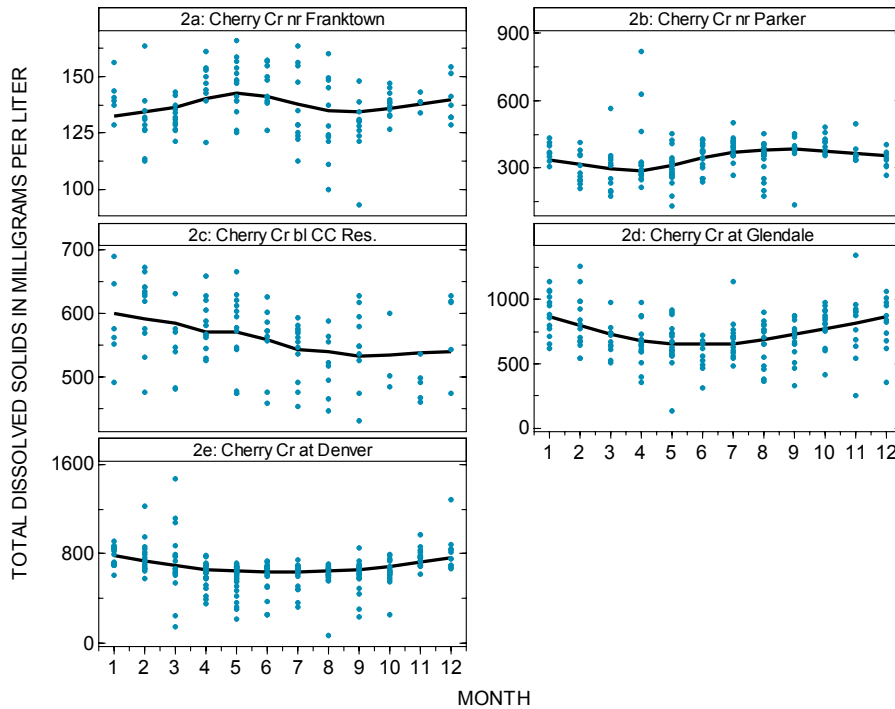 TOTAL DISSOLVED SOLIDS IN MILLIGRAMS PER LITER
2a: Cherry Cr nr Franktown
150
125
100
2b: Cherry Cr nr Parker
900
600
300
2c: Cherry Cr bl CC Res.
700
600
500
2d: Cherry Cr at Glendale
1000
500
0
1 2 3 4 5 6 7 8 9 10 11 12
2e: Cherry Cr at Denver
1600
800
0
1 2 3 4 5 6 7 8 9 10 11 12
MONTH